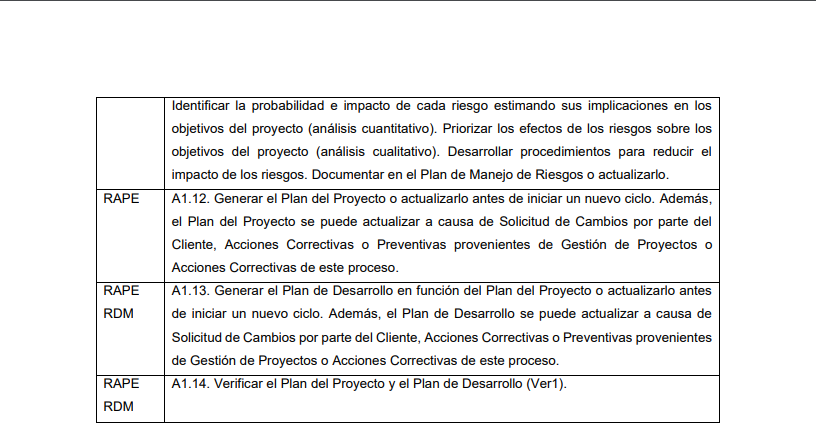 Identificar la probabilidad e impacto de cada riesgo estimando sus implicaciones en los
objetivos del proyecto (análisis cuantitativo). Priorizar los efectos de los riesgos sobre los
objetivos del proyecto (análisis cualitativo). Desarrollar procedimientos para reducir el
impacto de los riesgos. Documentar en el Plan de Manejo de Riesgos o actualizarlo.
RAPE
A1.12. Generar el Plan del Proyecto o actualizarlo antes de iniciar un nuevo ciclo. Además,
el Plan del Proyecto se puede actualizar a causa de Solicitud de Cambios por parte del
Cliente, Acciones Correctivas o Preventivas provenientes de Gestión de Proyectos o
Acciones Correctivas de este proceso.
RAPE
RDM
A1.13. Generar el Plan de Desarrollo en función del Plan del Proyecto o actualizarlo antes
de iniciar un nuevo ciclo. Además, el Plan de Desarrollo se puede actualizar a causa de
Solicitud de Cambios por parte del Cliente, Acciones Correctivas o Preventivas provenientes
de Gestión de Proyectos o Acciones Correctivas de este proceso.
RAPE
RDM
A1.14. Verificar el Plan del Proyecto y el Plan de Desarrollo (Ver1).